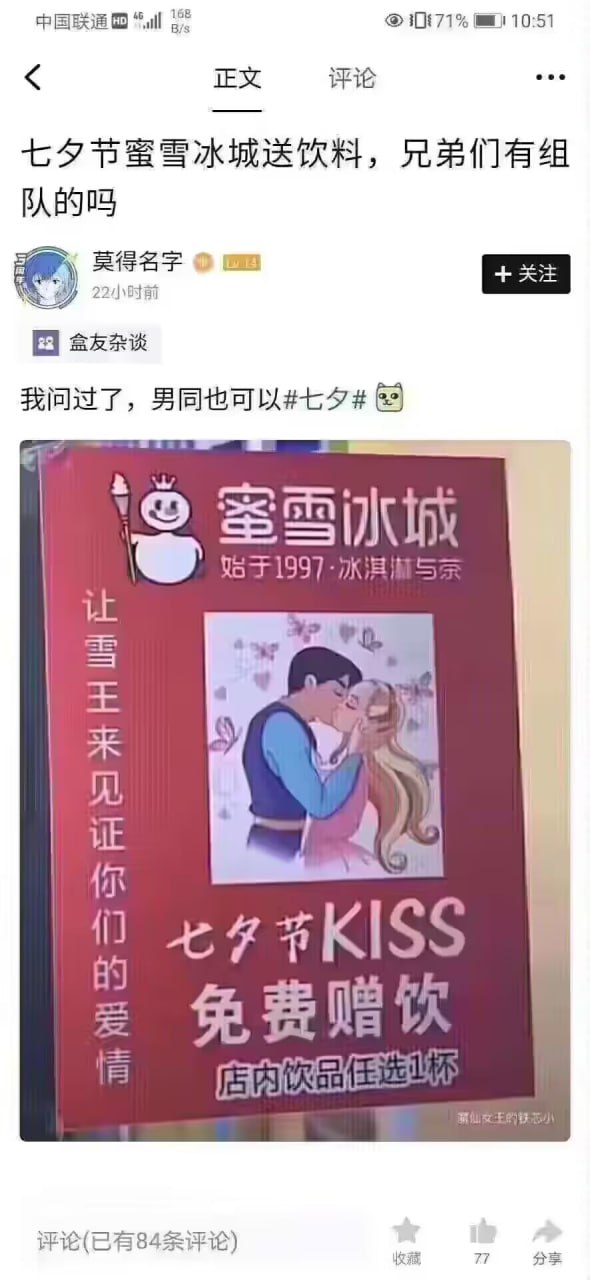 中国联通 HD 4G 168 B/s 71% 10:51
正文 评论
七夕节蜜雪冰城送饮料，兄弟们有组
队的吗
莫得名字 Lv.14
22小时前
+ 关注
盒友杂谈
我问过了，男同也可以#七夕#
蜜雪冰城
始于1997·冰淇淋与茶
让雪王来见证你们的爱情
七夕节KISS
免费赠饮
店内饮品任选1杯
评论(已有84条评论)
收藏
77
分享